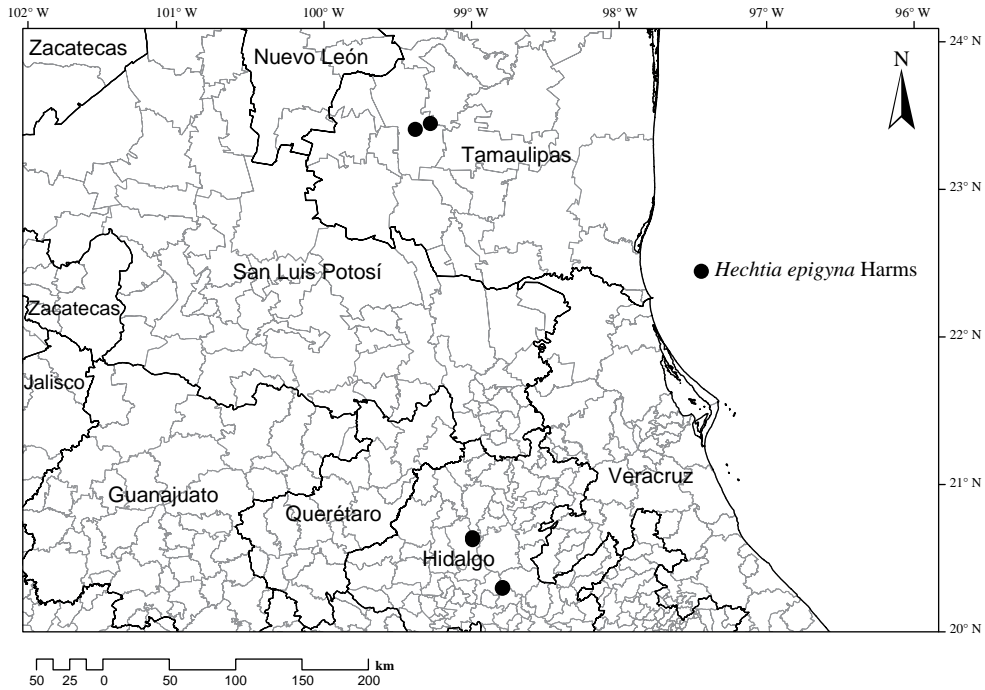 102° W 101° W 100° W 99° W 98° W 97° W 96° W
Zacatecas
Nuevo León
24° N
N
Tamaulipas
23° N
San Luis Potosí
Hechtia epigyna Harms
Zacatecas
22° N
Jalisco
Veracruz
21° N
Guanajuato
Querétaro
Hidalgo
20° N
km
50 25 0 50 100 150 200